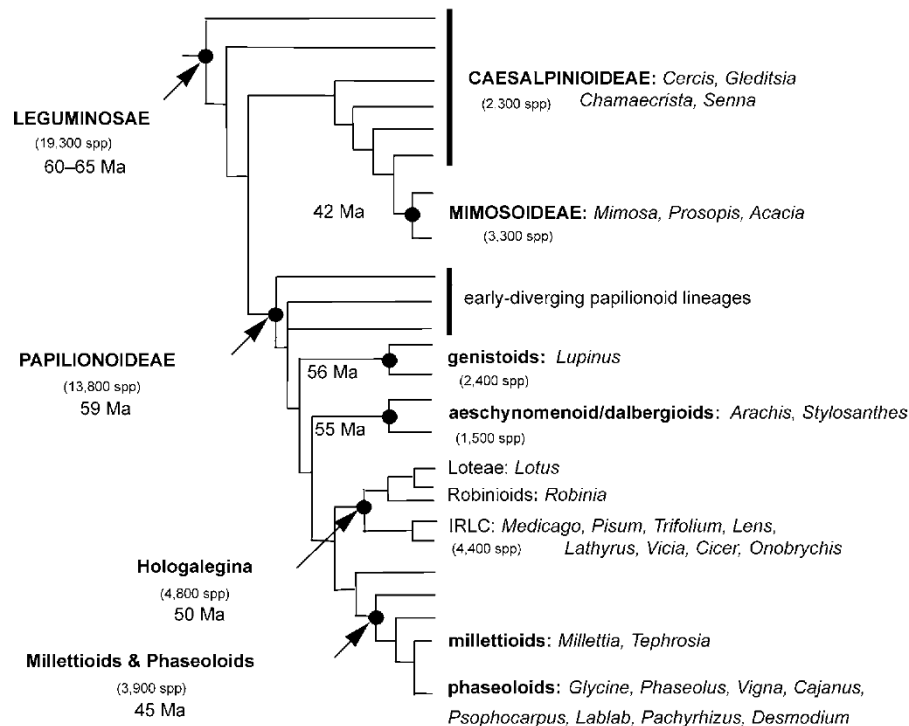 CAESALPINIOIDEAE: Cercis, Gleditsia
(2 300 spp) Chamaecrista, Senna
LEGUMINOSAE
(19,300 spp)
60–65 Ma
42 Ma
MIMOSOIDEAE: Mimosa, Prosopis, Acacia
(3,300 spp)
early-diverging papilionoid lineages
PAPILIONOIDEAE
(13,800 spp)
59 Ma
genistoids: Lupinus
56 Ma
(2,400 spp)
aeschynomenoid/dalbergioids: Arachis, Stylosanthes
55 Ma
(1,500 spp)
Loteae: Lotus
Robinioids: Robinia
IRLC: Medicago, Pisum, Trifolium, Lens,
(4,400 spp) Lathyrus, Vicia, Cicer, Onobrychis
Hologalegina
(4,800 spp)
50 Ma
millettioids: Millettia, Tephrosia
Millettioids & Phaseoloids
(3,900 spp)
45 Ma
phaseoloids: Glycine, Phaseolus, Vigna, Cajanus,
Psophocarpus, Lablab, Pachyrhizus, Desmodium